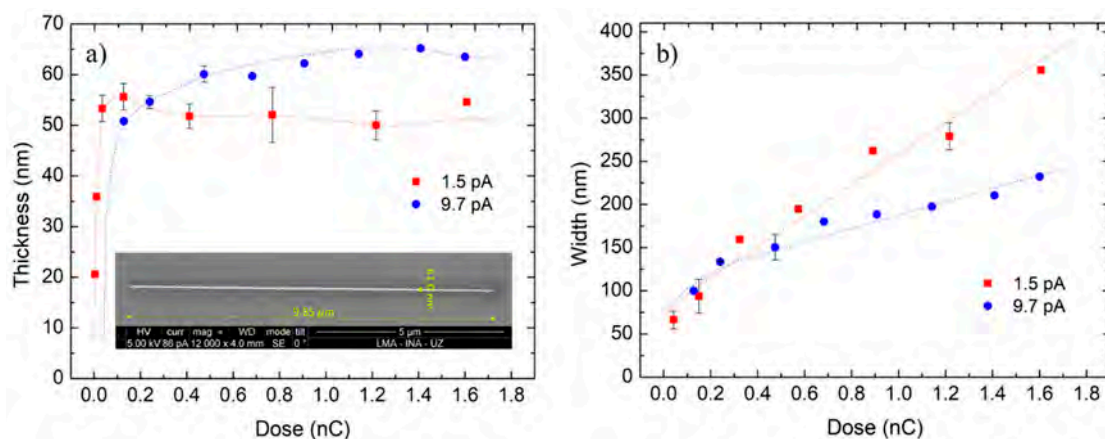 a)
70
60
50
40
30
20
10
0
Thickness (nm)
1.5 pA
9.7 pA
9.85 µm
HV curr mag WD mode tilt
5.00 kV 86 pA 12 000 x 4.0 mm SE 0 °
5 µm
LMA - INA - UZ
0.0 0.2 0.4 0.6 0.8 1.0 1.2 1.4 1.6 1.8
Dose (nC)
b)
400
350
300
250
200
150
100
50
0
Width (nm)
1.5 pA
9.7 pA
0.0 0.2 0.4 0.6 0.8 1.0 1.2 1.4 1.6 1.8
Dose (nC)